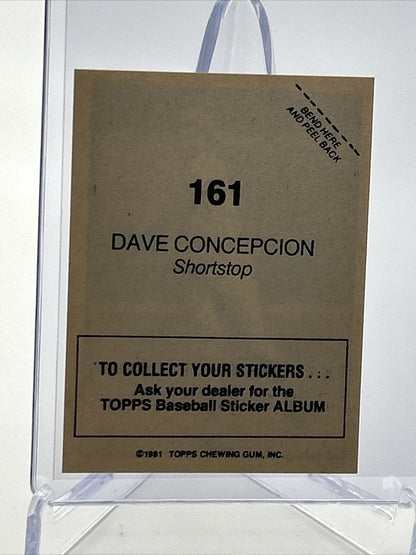 BEND HERE
AND PEEL BACK
161
DAVE CONCEPCION
Shortstop
TO COLLECT YOUR STICKERS...
Ask your dealer for the
TOPPS Baseball Sticker ALBUM
©1981 TOPPS CHEWING GUM, INC.